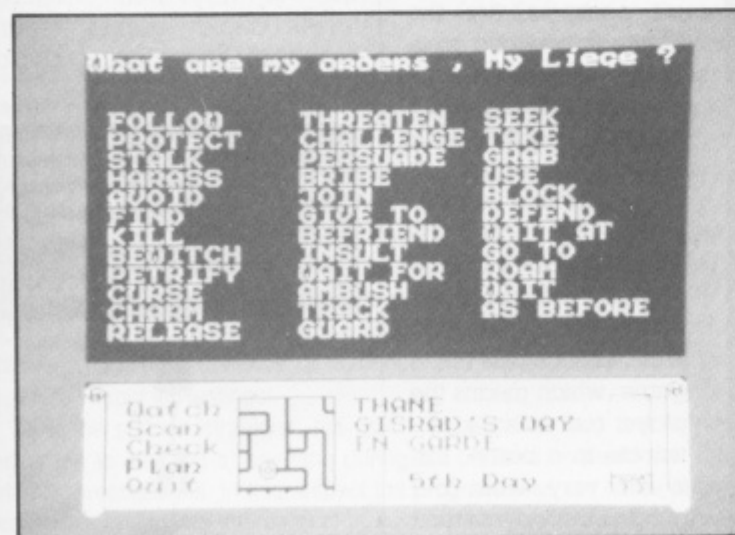 What are my orders , My Liege ?
FOLLOW THREATEN SEEK
PROTECT CHALLENGE TAKE
STALK PERSUADE GRAB
HARASS BRIBE USE
AVOID JOIN BLOCK
FIND GIVE TO DEFEND
KILL BEFRIEND WAIT AT
BEWITCH INSULT GO TO
PETRIFY WAIT FOR ROAM
CURSE AMBUSH WAIT
CHARM TRACK AS BEFORE
RELEASE GUARD
Watch
Scan
Check
Plan
Quit
THANE
GISRAD'S DAY
EN GARDE
5th Day